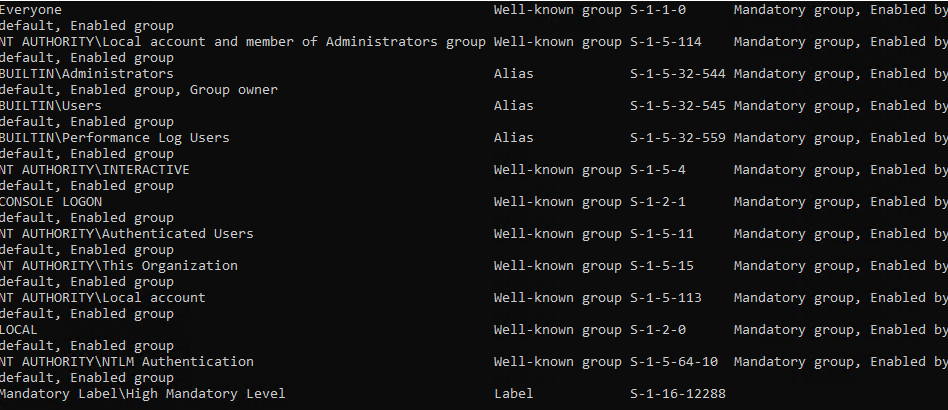 Everyone Well-known group S-1-1-0 Mandatory group, Enabled by
default, Enabled group
NT AUTHORITY\Local account and member of Administrators group Well-known group S-1-5-114 Mandatory group, Enabled by
default, Enabled group
BUILTIN\Administrators Alias S-1-5-32-544 Mandatory group, Enabled by
default, Enabled group, Group owner
BUILTIN\Users Alias S-1-5-32-545 Mandatory group, Enabled by
default, Enabled group
BUILTIN\Performance Log Users Alias S-1-5-32-559 Mandatory group, Enabled by
default, Enabled group
NT AUTHORITY\INTERACTIVE Well-known group S-1-5-4 Mandatory group, Enabled by
default, Enabled group
CONSOLE LOGON Well-known group S-1-2-1 Mandatory group, Enabled by
default, Enabled group
NT AUTHORITY\Authenticated Users Well-known group S-1-5-11 Mandatory group, Enabled by
default, Enabled group
NT AUTHORITY\This Organization Well-known group S-1-5-15 Mandatory group, Enabled by
default, Enabled group
NT AUTHORITY\Local account Well-known group S-1-5-113 Mandatory group, Enabled by
default, Enabled group
LOCAL Well-known group S-1-2-0 Mandatory group, Enabled by
default, Enabled group
NT AUTHORITY\NTLM Authentication Well-known group S-1-5-64-10 Mandatory group, Enabled by
default, Enabled group
Mandatory Label\High Mandatory Level Label S-1-16-12288